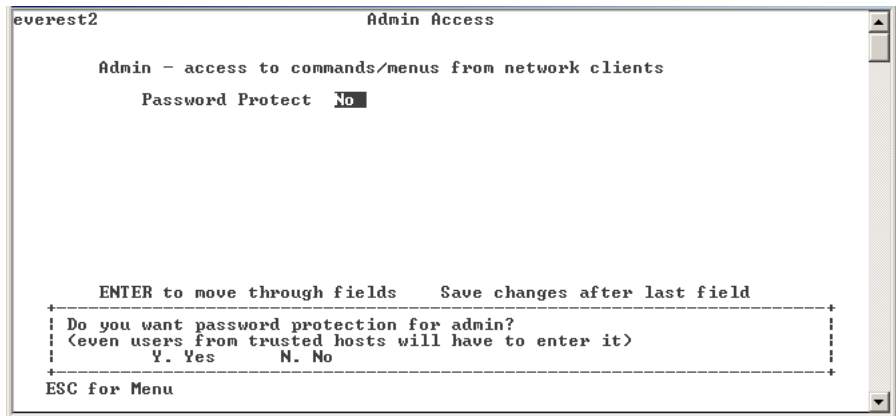 everest2 Admin Access
Admin - access to commands/menus from network clients
Password Protect No
ENTER to move through fields Save changes after last field
Do you want password protection for admin?
(even users from trusted hosts will have to enter it)
Y. Yes N. No
ESC for Menu